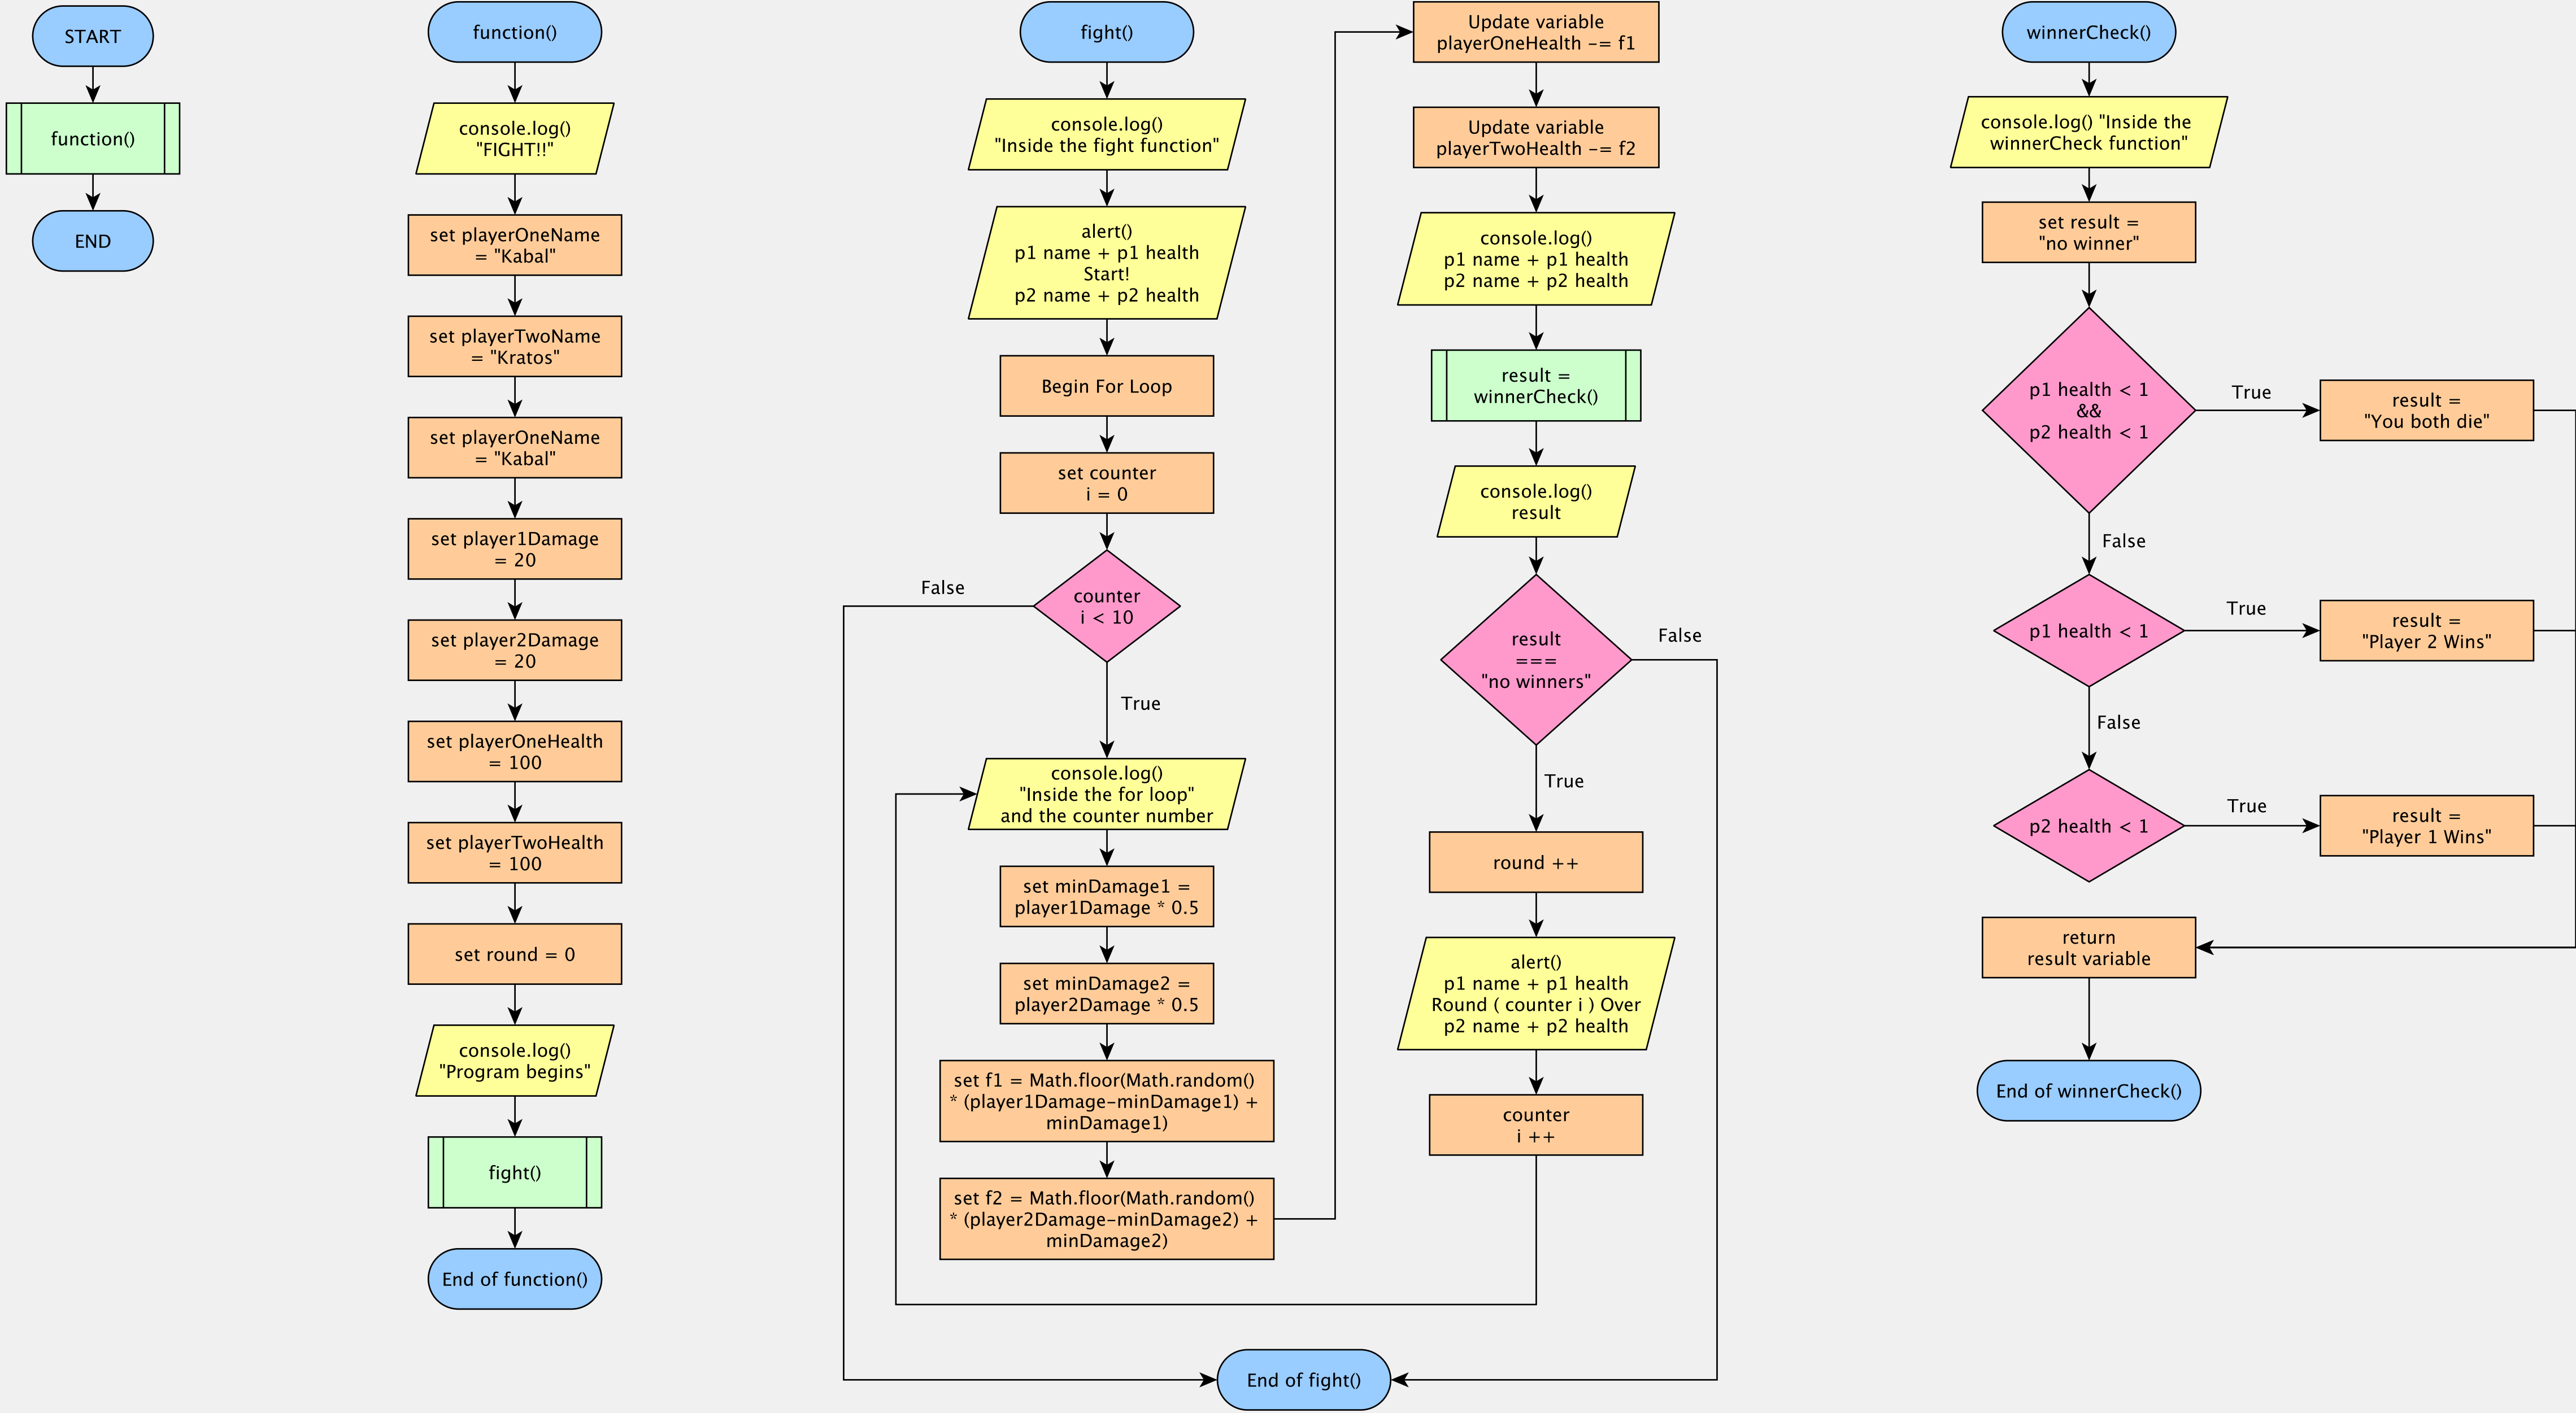 START
function()
END
function()
console.log()
"FIGHT!!"
set playerOneName
= "Kabal"
set playerTwoName
= "Kratos"
set playerOneName
= "Kabal"
set player1Damage
= 20
set player2Damage
= 20
set playerOneHealth
= 100
set playerTwoHealth
= 100
set round = 0
console.log()
"Program begins"
fight()
End of function()
fight()
console.log()
"Inside the fight function"
alert()
p1 name + p1 health
Start!
p2 name + p2 health
Begin For Loop
set counter
i = 0
counter
i < 10
False
True
console.log()
"Inside the for loop"
and the counter number
set minDamage1 =
player1Damage * 0.5
set minDamage2 =
player2Damage * 0.5
set f1 = Math.floor(Math.random()
* (player1Damage-minDamage1) +
minDamage1)
set f2 = Math.floor(Math.random()
* (player2Damage-minDamage2) +
minDamage2)
Update variable
playerOneHealth -= f1
Update variable
playerTwoHealth -= f2
console.log()
p1 name + p1 health
p2 name + p2 health
result =
winnerCheck()
console.log()
result
result
===
"no winners"
False
True
round ++
alert()
p1 name + p1 health
Round ( counter i ) Over
p2 name + p2 health
counter
i ++
End of fight()
winnerCheck()
console.log() "Inside the
winnerCheck function"
set result =
"no winner"
p1 health < 1
&&
p2 health < 1
True
result =
"You both die"
False
p1 health < 1
True
result =
"Player 2 Wins"
False
p2 health < 1
True
result =
"Player 1 Wins"
return
result variable
End of winnerCheck()